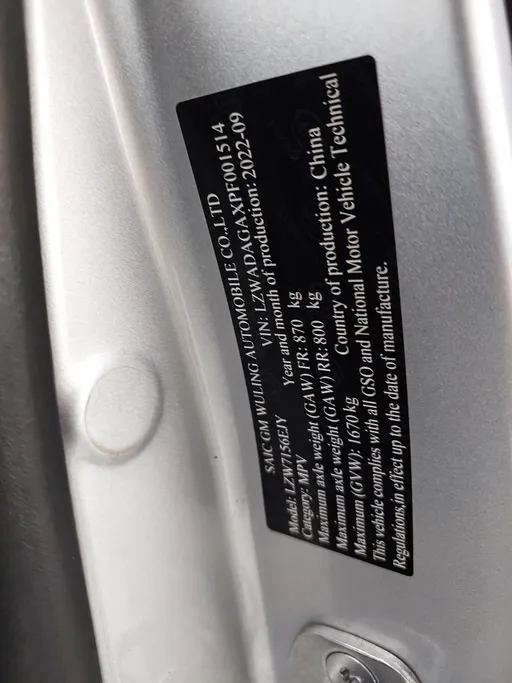 SAIC GM WULING AUTOMOBILE CO.,LTD
Model: LZW7156EJY VIN: LZWADAGAXPF001514
Category: MPV Year and month of production: 2022-09
Maximum axle weight (GAW) FR: 870 kg
Maximum axle weight (GAW) RR: 800 kg
Maximum (GVW): 1670 kg Country of production: China
This vehicle complies with all GSO and National Motor Vehicle Technical
Regulations,in effect up to the date of manufacture.